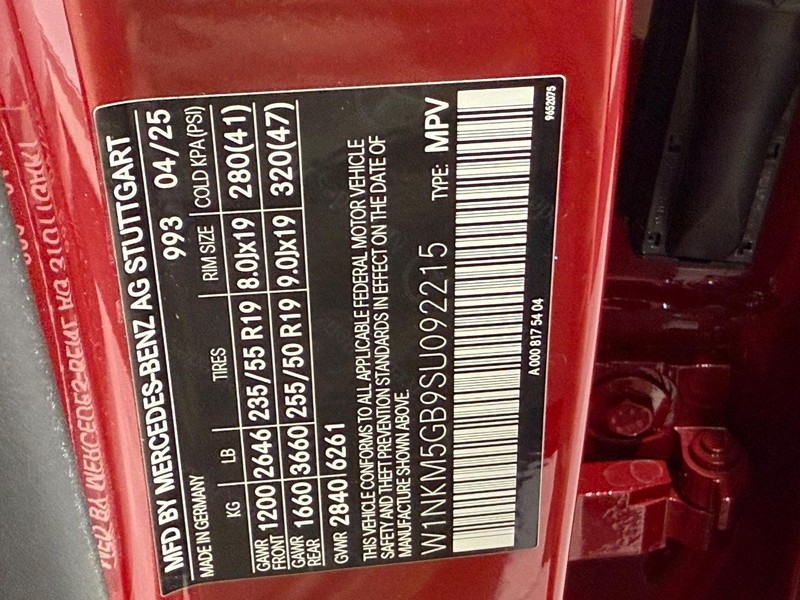 MFD BY MERCEDES-BENZ AG STUTTGART
MADE IN GERMANY 993 04/25
KG LB TIRES RIM SIZE COLD KPA(PSI)
GAWR FRONT 1200 2646 235/55 R19 8.0Jx19 280(41)
GAWR REAR 1660 3660 255/50 R19 9.0Jx19 320(47)
GVWR 2840 6261
THIS VEHICLE CONFORMS TO ALL APPLICABLE FEDERAL MOTOR VEHICLE
SAFETY AND THEFT PREVENTION STANDARDS IN EFFECT ON THE DATE OF
MANUFACTURE SHOWN ABOVE.
W1NKM5GB9SU092215 TYPE: MPV
A 000 817 54 04
9652075